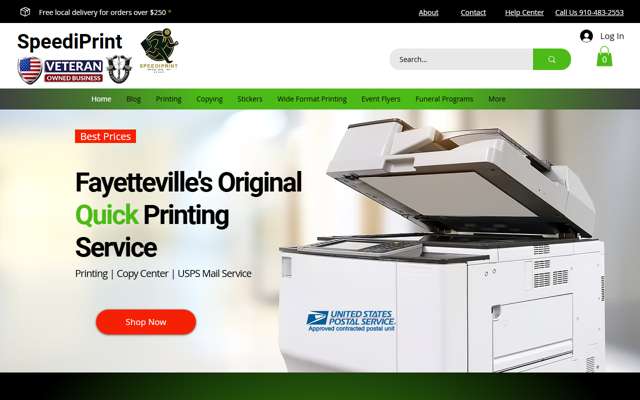 Free local delivery for orders over $250 *
About
Contact
Help Center
Call Us 910-483-2553
SpeediPrint
VETERAN
OWNED BUSINESS
SPEEDIPRINT
Search...
Log In
0
Home
Blog
Printing
Copying
Stickers
Wide Format Printing
Event Flyers
Funeral Programs
More
Best Prices
Fayetteville's Original
Quick Printing
Service
Printing | Copy Center | USPS Mail Service
Shop Now
UNITED STATES
POSTAL SERVICE
Approved contracted postal unit